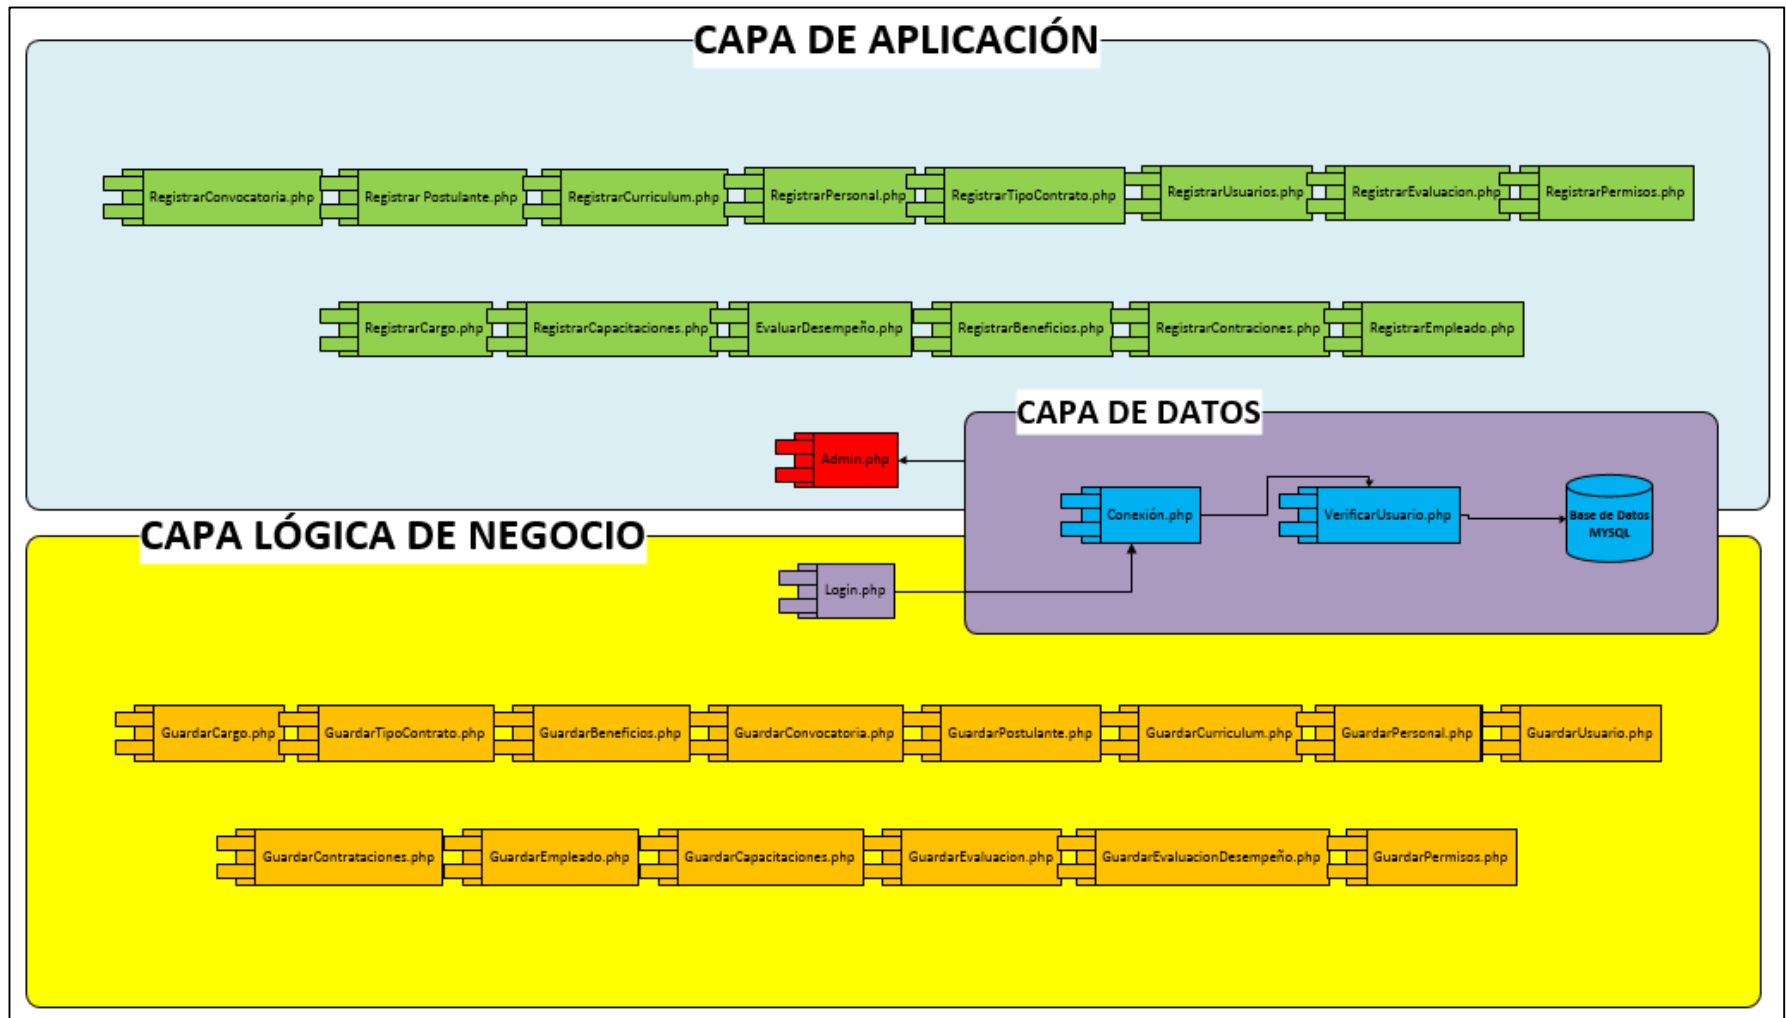 CAPA DE APLICACIÓN
RegistrarConvocatoria.php
Registrar Postulante.php
RegistrarCurriculum.php
RegistrarPersonal.php
RegistrarTipoContrato.php
RegistrarUsuarios.php
RegistrarEvaluacion.php
RegistrarPermisos.php
RegistrarCargo.php
RegistrarCapacitaciones.php
EvaluarDesempeño.php
RegistrarBeneficios.php
RegistrarContraciones.php
RegistrarEmpleado.php
CAPA DE DATOS
Admin.php
Conexión.php
VerificarUsuario.php
Base de Datos
MYSQL
CAPA LÓGICA DE NEGOCIO
Login.php
GuardarCargo.php
GuardarTipoContrato.php
GuardarBeneficios.php
GuardarConvocatoria.php
GuardarPostulante.php
GuardarCurriculum.php
GuardarPersonal.php
GuardarUsuario.php
GuardarContrataciones.php
GuardarEmpleado.php
GuardarCapacitaciones.php
GuardarEvaluacion.php
GuardarEvaluacionDesempeño.php
GuardarPermisos.php